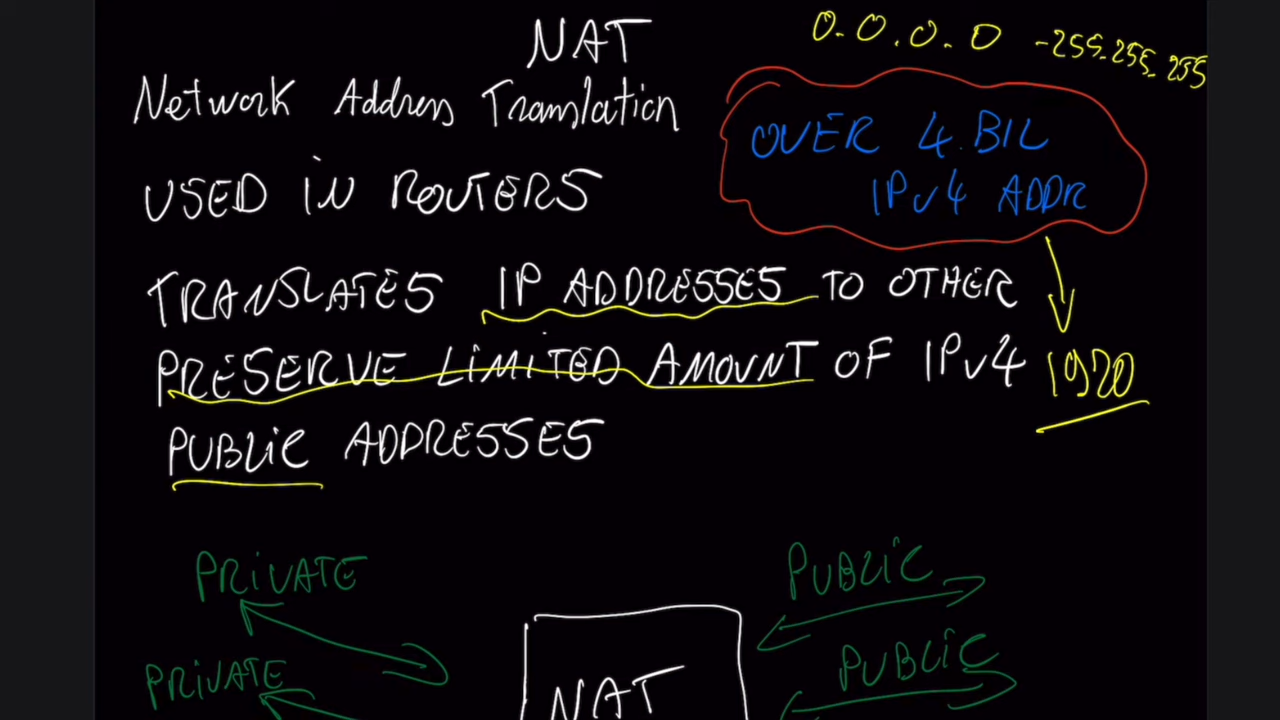 NAT
0.0.0.0 -255.255.255
Network Address Translation
OVER 4.BIL
IPv4 ADDR
USED IN ROUTERS
TRANSLATES IP ADDRESSES TO OTHER
PRESERVE LIMITED AMOUNT OF IPv4
1920
PUBLIC ADDRESSES
PRIVATE
PUBLIC
PRIVATE
PUBLIC
NAT